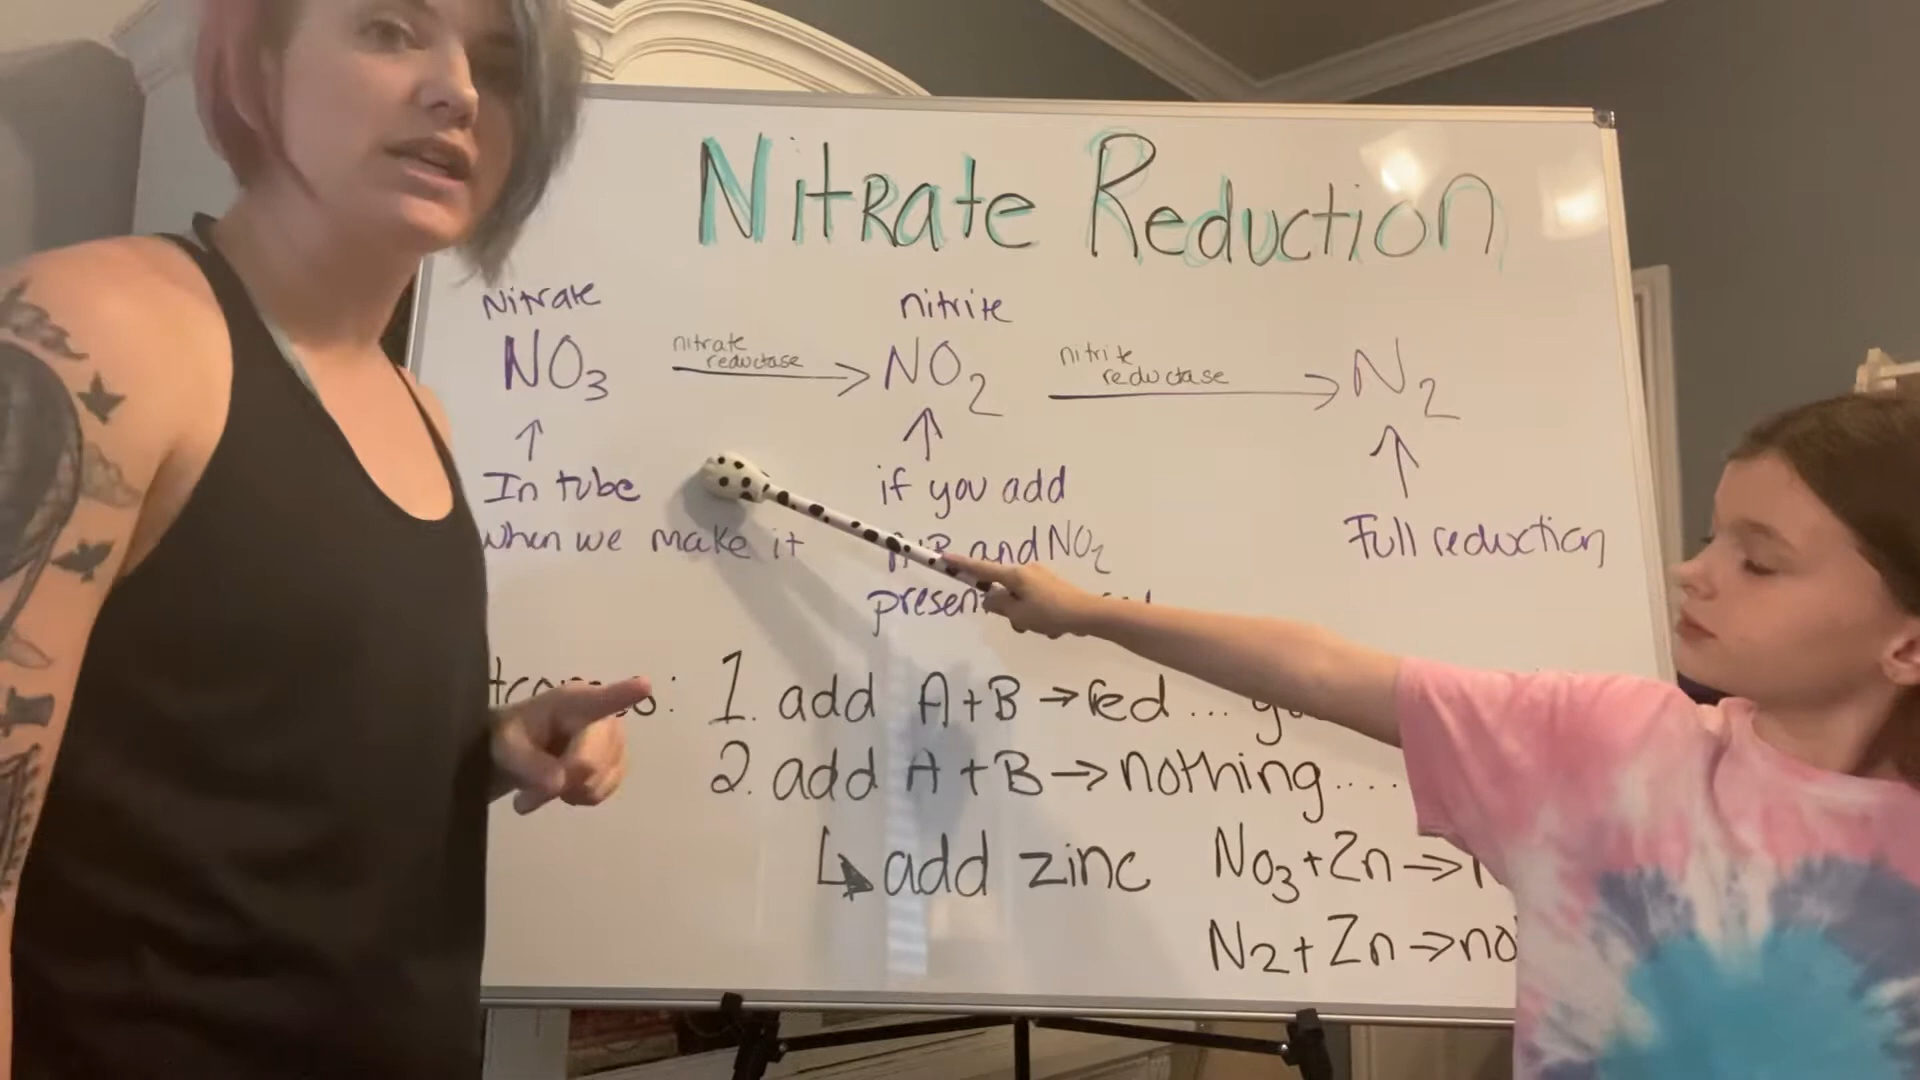 Nitrate Reduction
Nitrate
nitrite
NO3
nitrate
reductase
NO2
nitrite
reductase
N2
In tube
when we make it
if you add
and NO2
Full reduction
1. add A+B → red...
2. add A + B → nothing.....
add zinc
NO3 + Zn →
N2 + Zn →